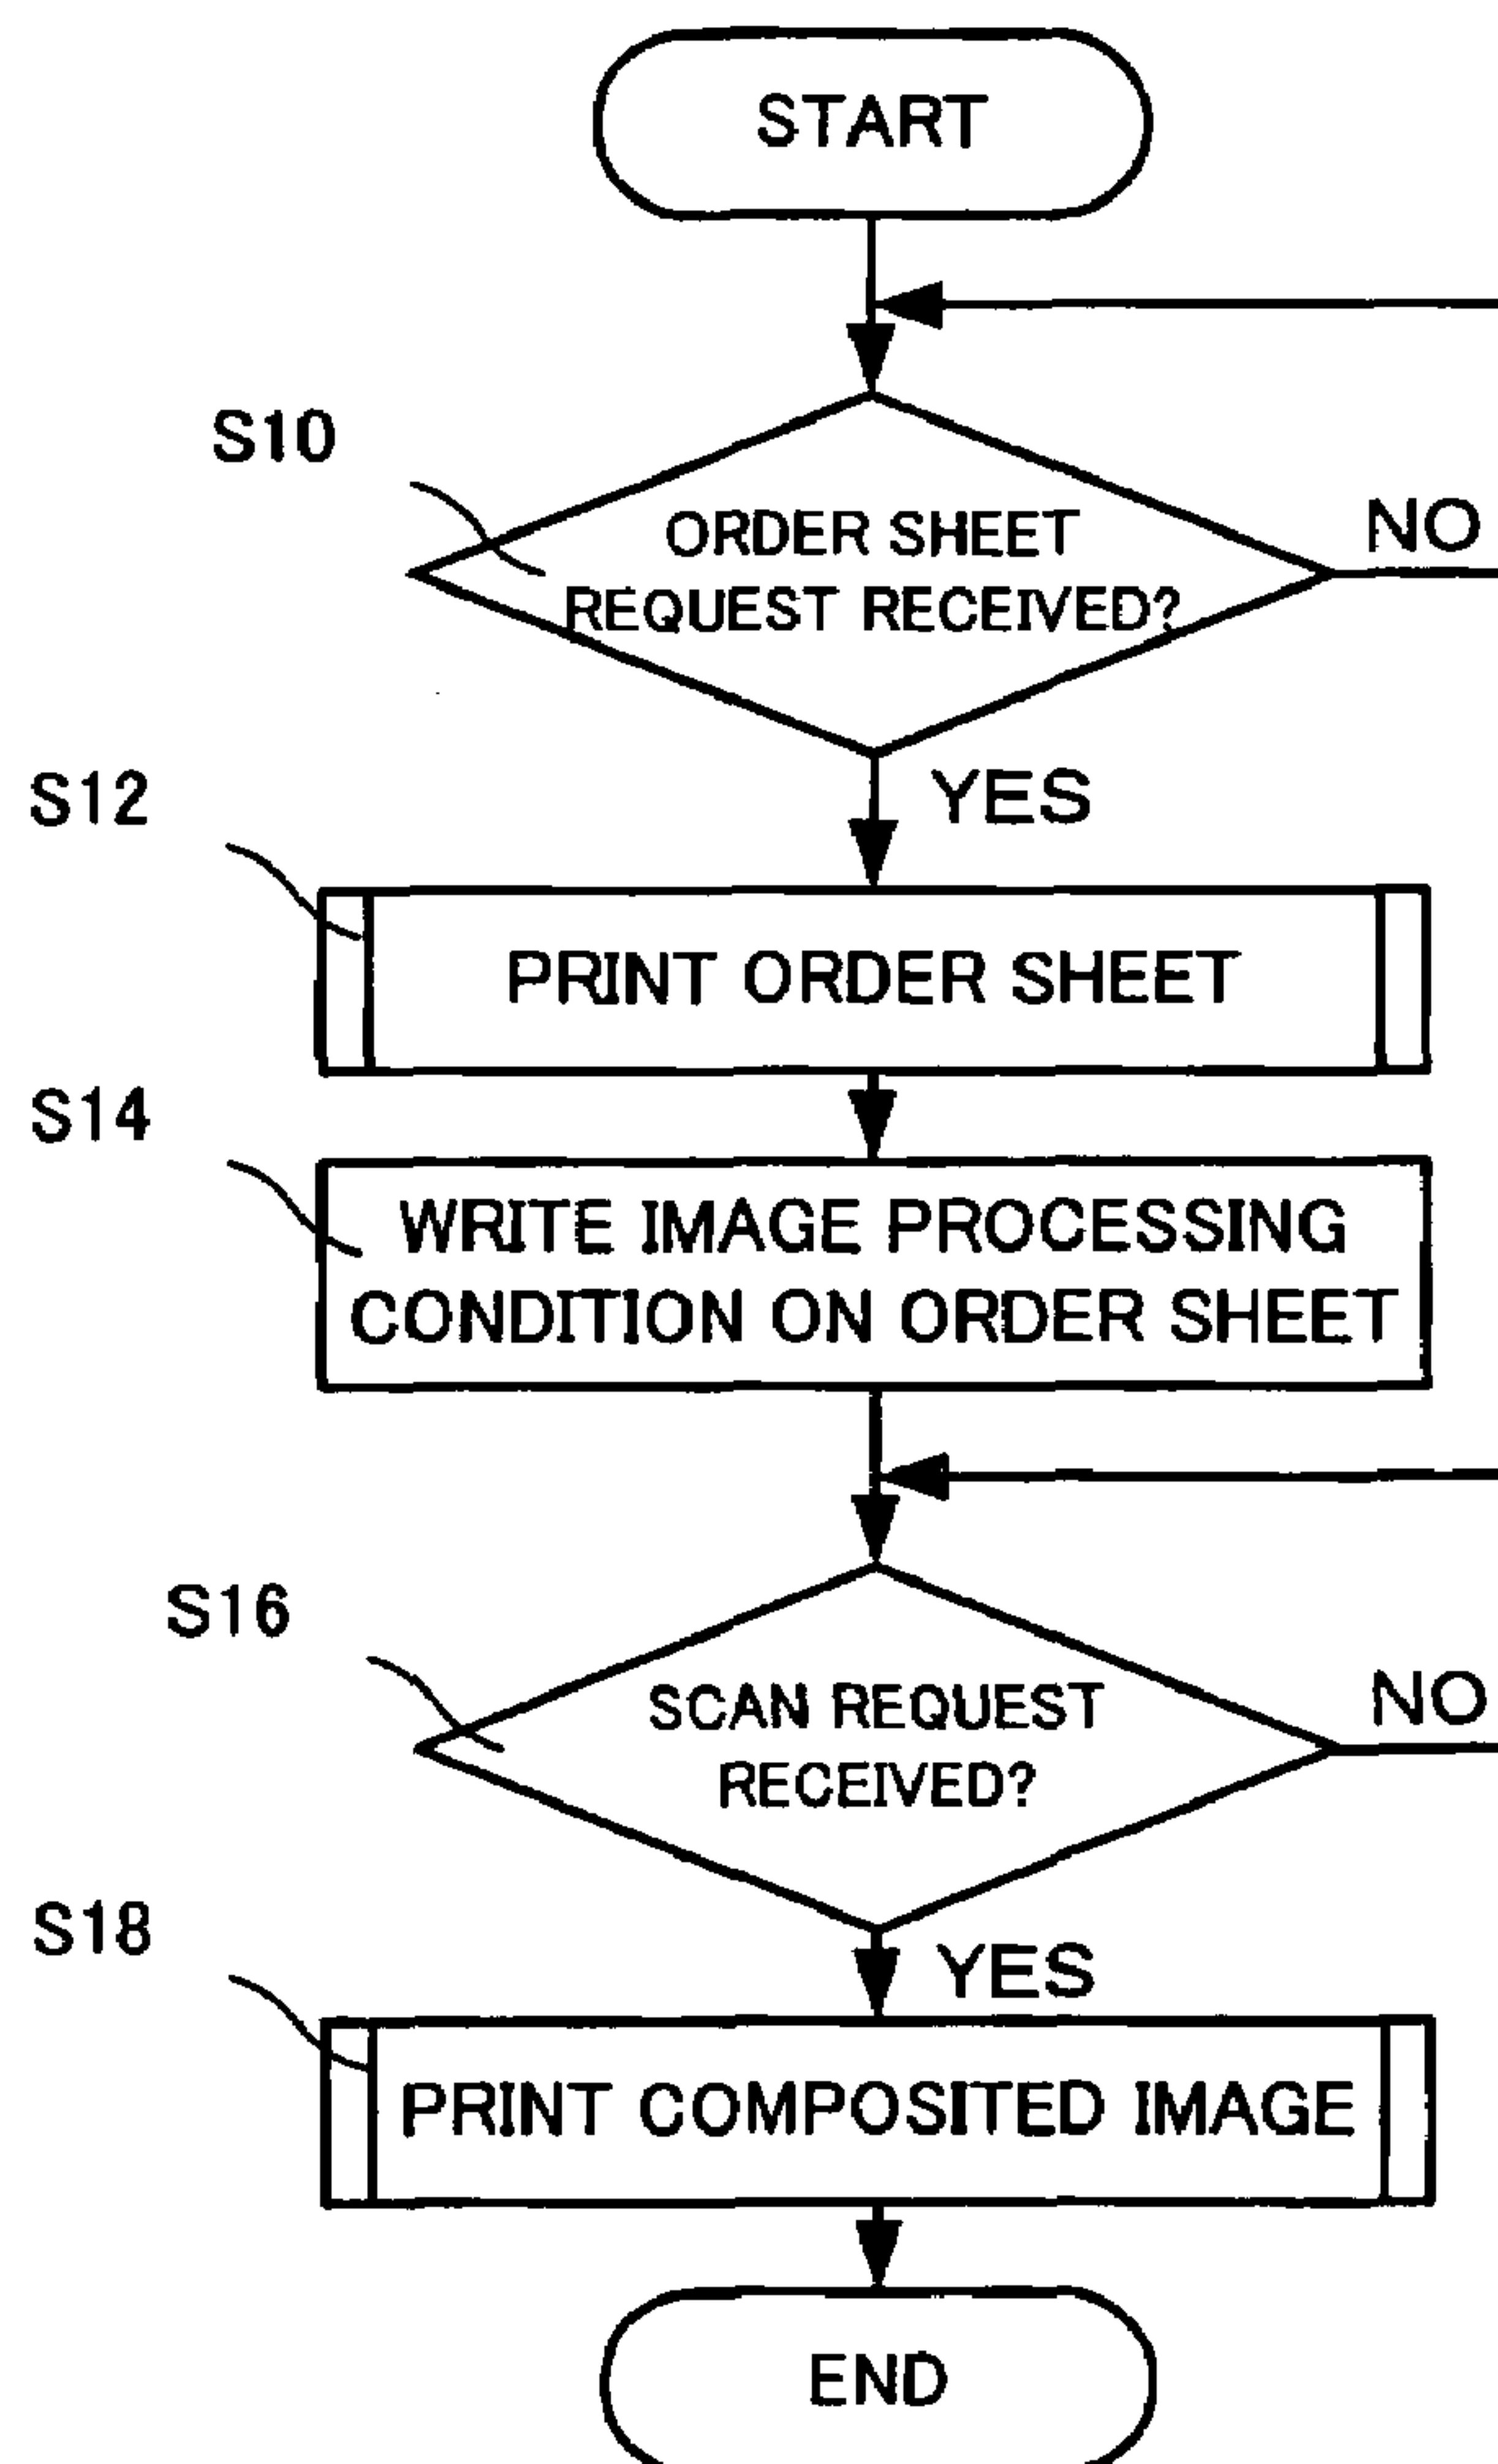 START
S10
ORDER SHEET
REQUEST RECEIVED?
NO
S12
YES
PRINT ORDER SHEET
S14
WRITE IMAGE PROCESSING
CONDITION ON ORDER SHEET
S16
SCAN REQUEST
RECEIVED?
NO
S18
YES
PRINT COMPOSITED IMAGE
END